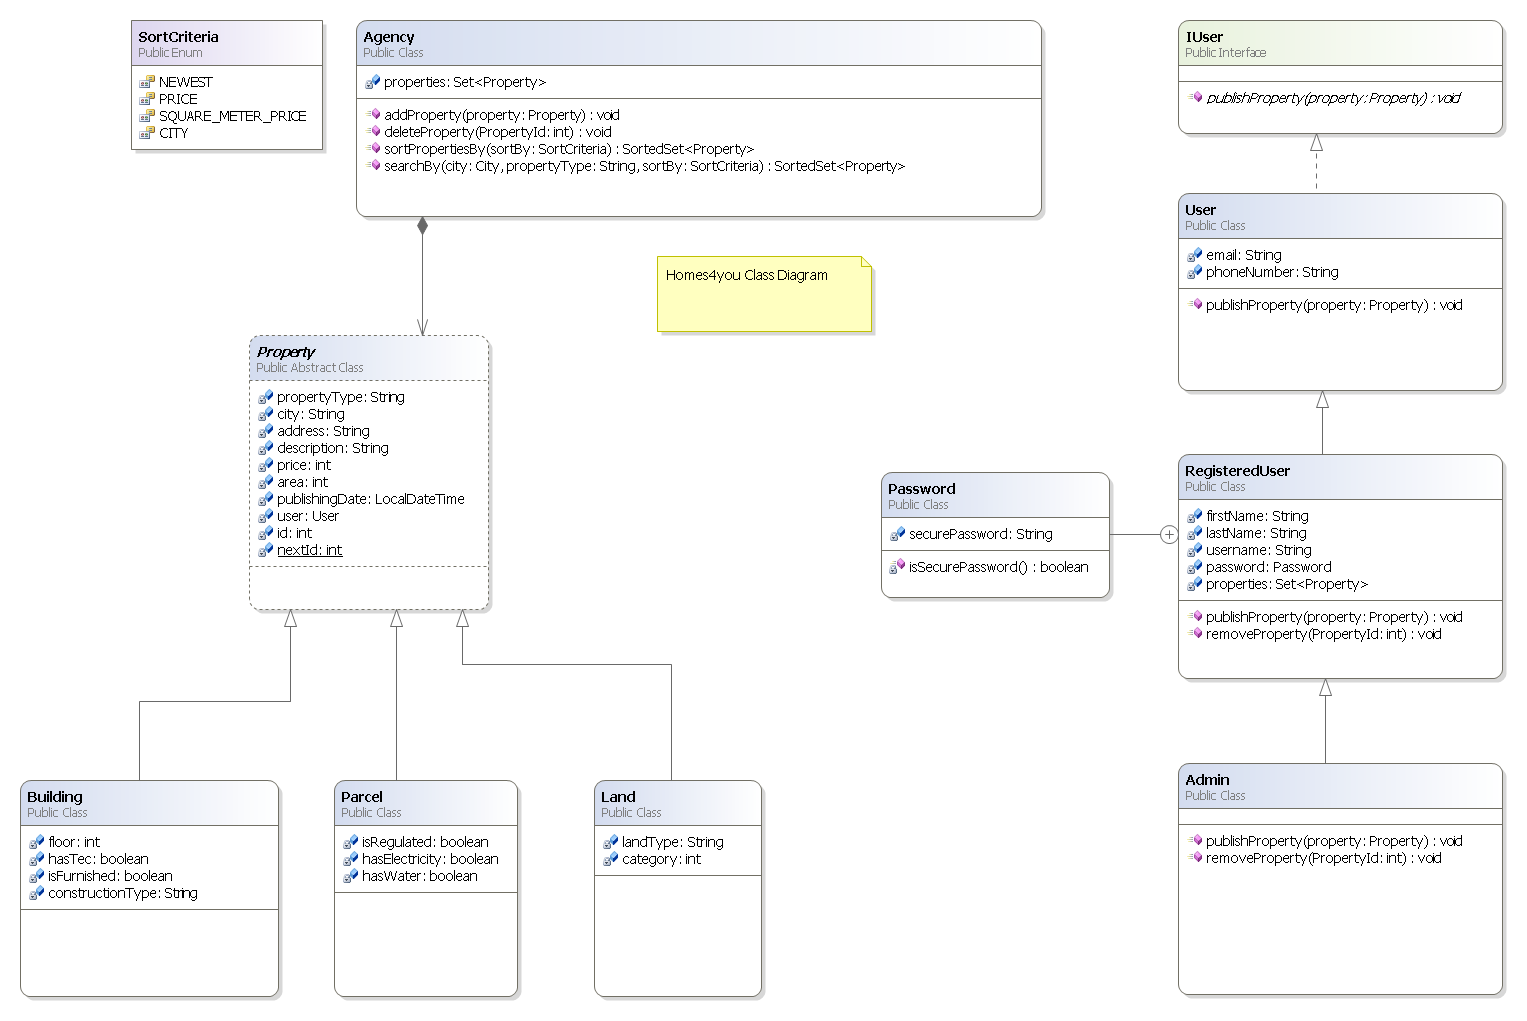 SortCriteria
Public Enum
NEWEST
PRICE
SQUARE_METER_PRICE
CITY
Agency
Public Class
properties: Set<Property>
addProperty(property: Property) : void
deleteProperty(PropertyId: int) : void
sortPropertiesBy(sortBy: SortCriteria) : SortedSet<Property>
searchBy(city: City, propertyType: String, sortBy: SortCriteria) : SortedSet<Property>
IUser
Public Interface
publishProperty(property: Property) : void
User
Public Class
email: String
phoneNumber: String
publishProperty(property: Property) : void
Homes4you Class Diagram
Property
Public Abstract Class
propertyType: String
city: String
address: String
description: String
price: int
area: int
publishingDate: LocalDateTime
user: User
id: int
nextId: int
Password
Public Class
securePassword: String
isSecurePassword() : boolean
RegisteredUser
Public Class
firstName: String
lastName: String
username: String
password: Password
properties: Set<Property>
publishProperty(property: Property) : void
removeProperty(PropertyId: int) : void
Building
Public Class
floor: int
hasTec: boolean
isFurnished: boolean
constructionType: String
Parcel
Public Class
isRegulated: boolean
hasElectricity: boolean
hasWater: boolean
Land
Public Class
landType: String
category: int
Admin
Public Class
publishProperty(property: Property) : void
removeProperty(PropertyId: int) : void